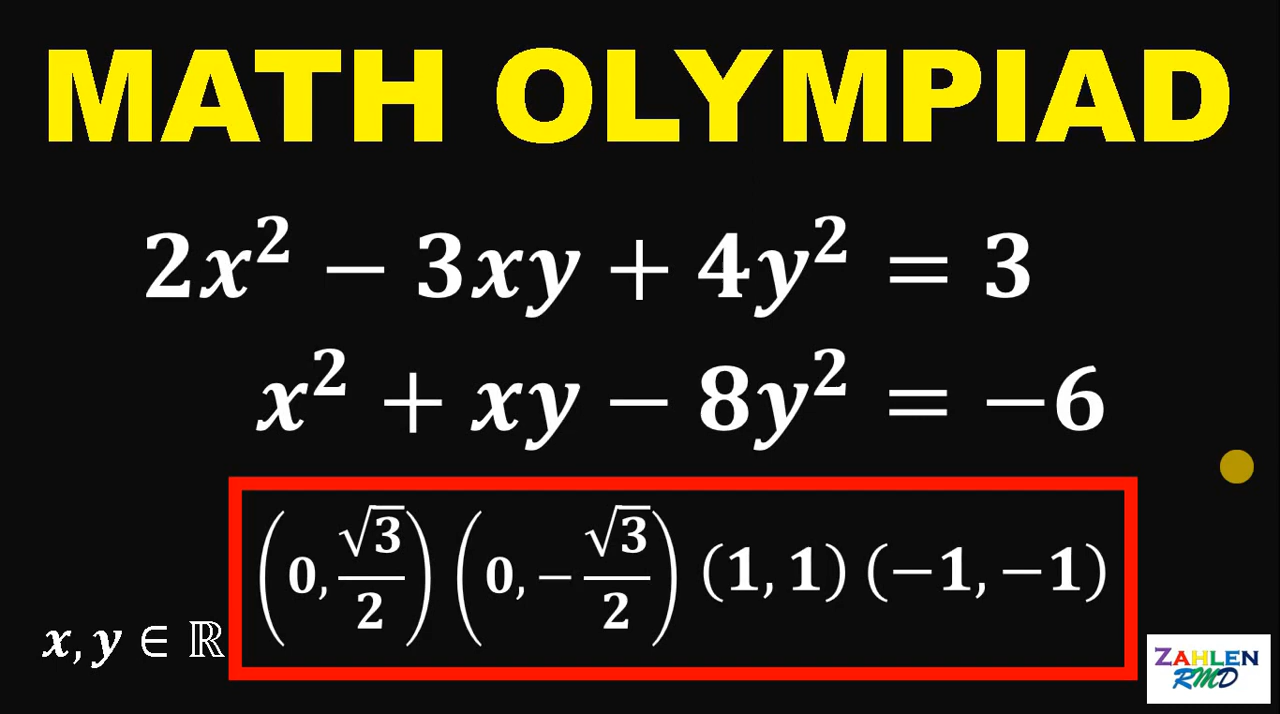 MATH OLYMPIAD
2x² − 3xy + 4y² = 3
x² + xy − 8y² = −6
(0, √3/2) (0, −√3/2) (1, 1) (−1, −1)
x, y ∈ ℝ
ZAHLEN
RMD